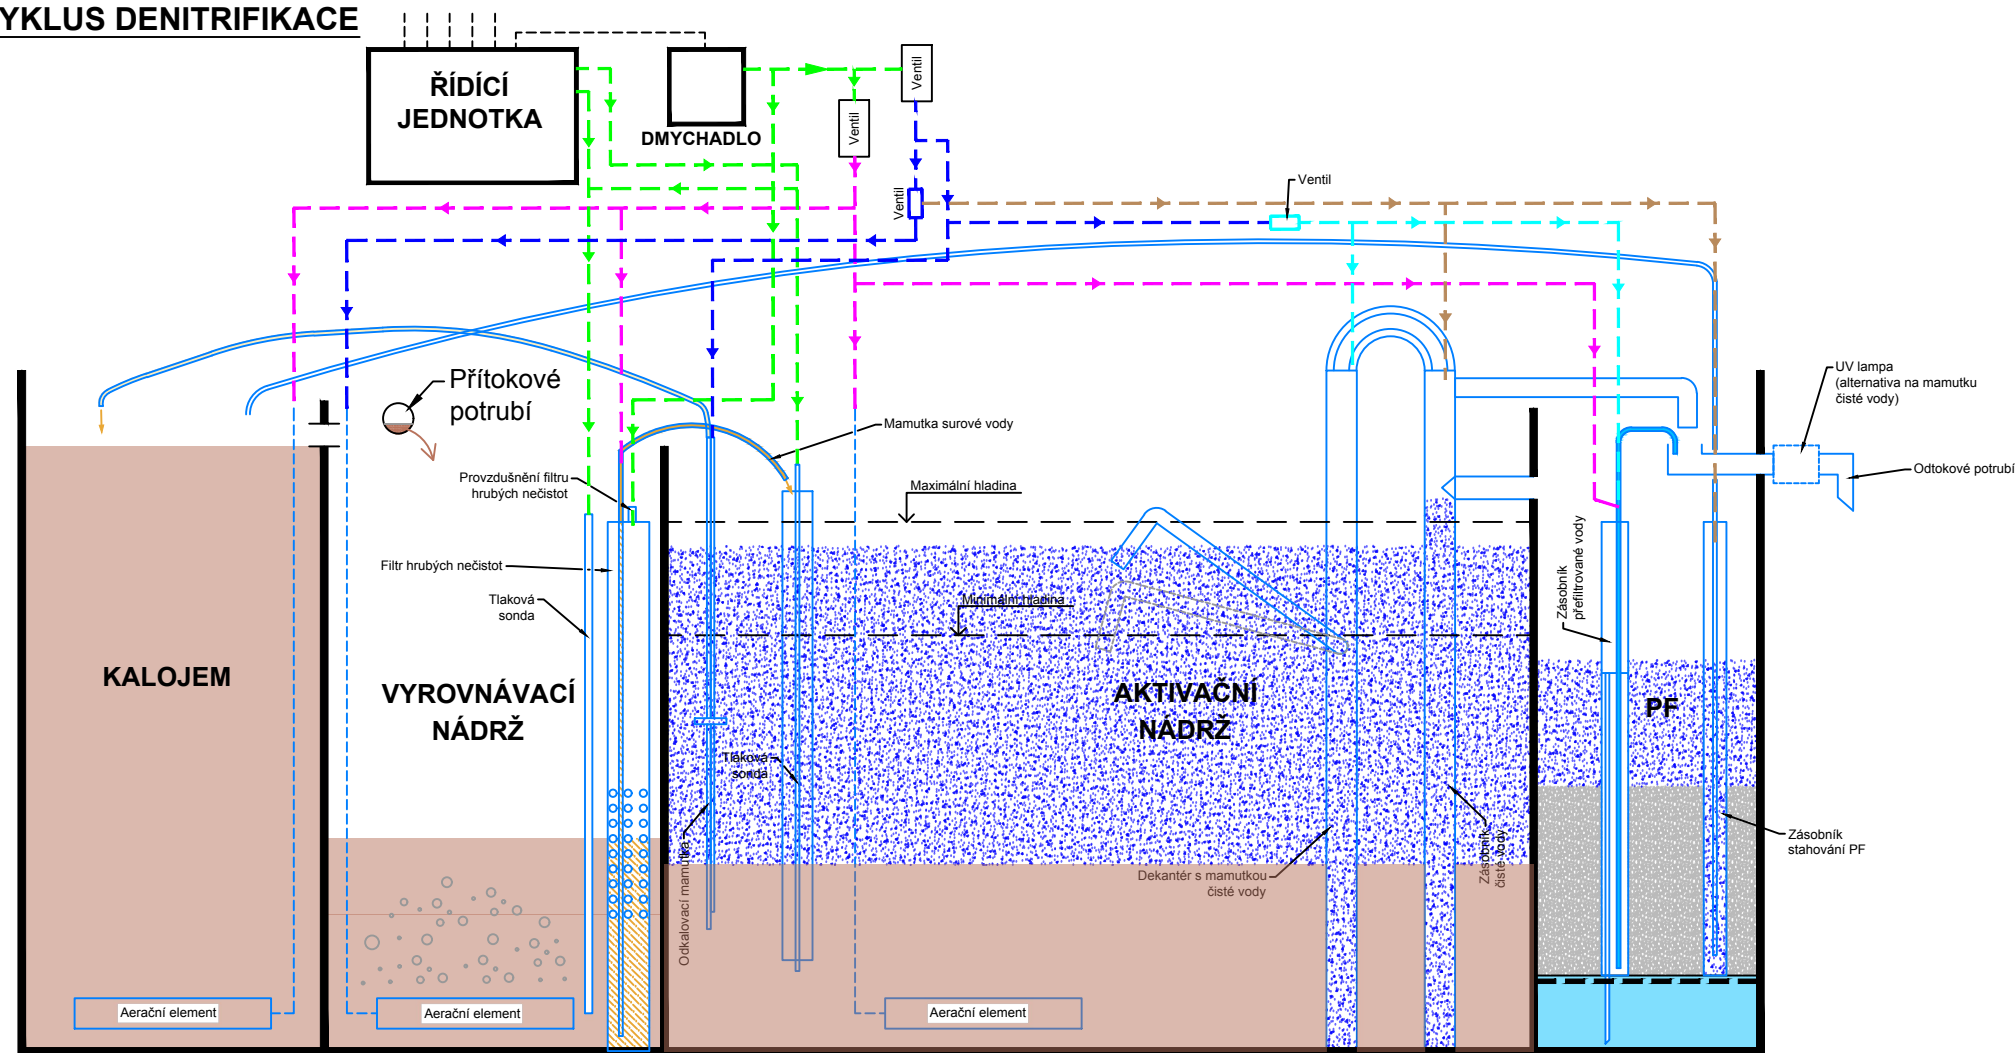 YKLUS DENITRIFIKACE
ŘÍDÍCÍ
JEDNOTKA
DMYCHADLO
Ventil
Ventil
Ventil
Ventil
Přítokové
potrubí
Mamutka surové vody
Provzdušnění filtru
hrubých nečistot
Maximální hladina
UV lampa
(alternativa na mamutku
čisté vody)
Odtokové potrubí
Filtr hrubých nečistot
Tlaková
sonda
Minimální hladina
Zásobník
přefiltrované vody
KALOJEM
VYROVNÁVACÍ
NÁDRŽ
AKTIVAČNÍ
NÁDRŽ
PF
Tlaková
sonda
Odkalovací mamutka
Dekantér s mamutkou
čisté vody
Zásobník
čisté vody
Zásobník
stahování PF
Aerační element
Aerační element
Aerační element